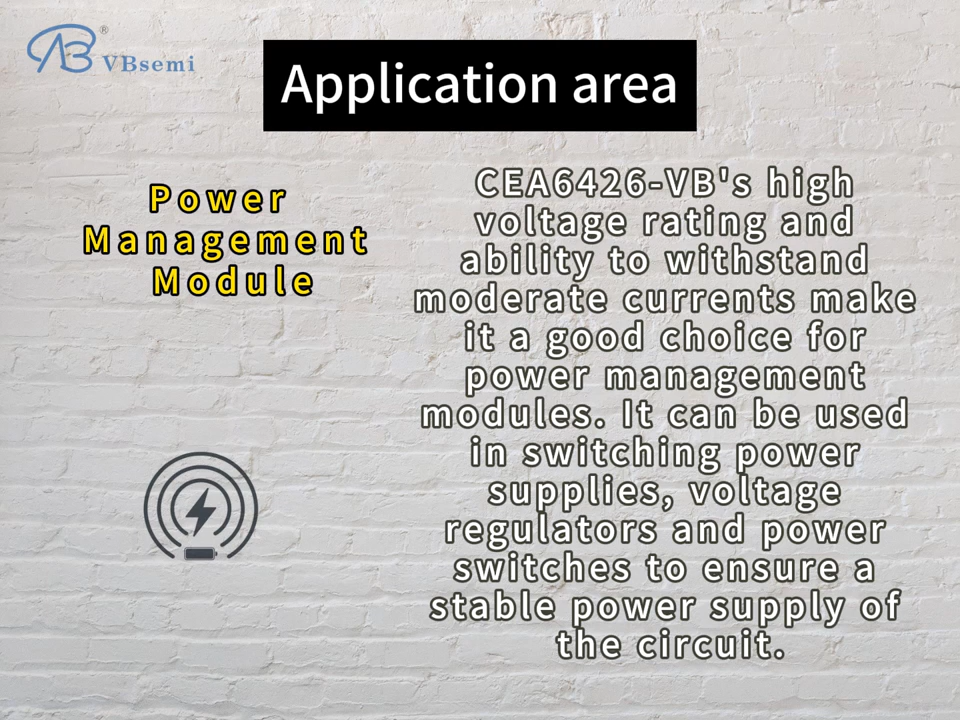 VBsemi
®
Application area
Power
Management
Module
CEA6426-VB's high
voltage rating and
ability to withstand
moderate currents make
it a good choice for
power management
modules. It can be used
in switching power
supplies, voltage
regulators and power
switches to ensure a
stable power supply of
the circuit.